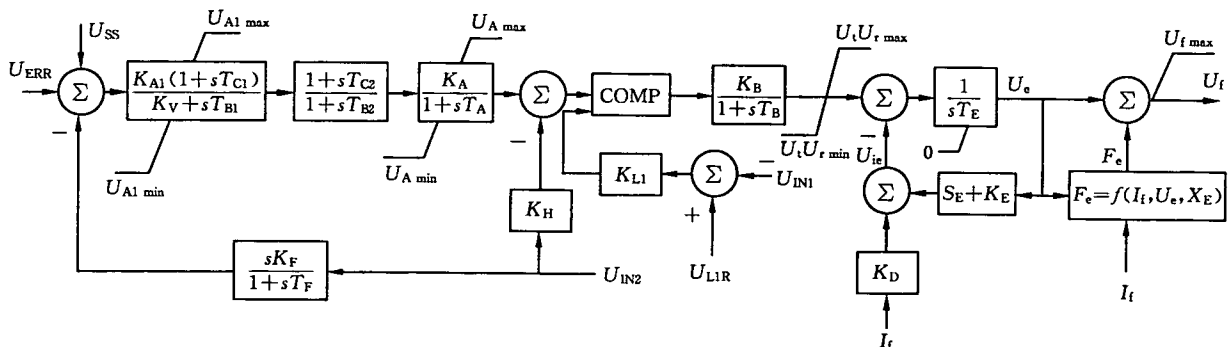 U_SS
U_A1 max
U_A max
U_t U_r max
U_f max
U_ERR
Σ
K_A1(1+sT_C1)
K_V+sT_B1
1+sT_C2
1+sT_B2
K_A
1+sT_A
Σ
COMP
K_B
1+sT_B
Σ
1
sT_E
U_e
Σ
U_f
−
U_A1 min
U_A min
−
U_t U_r min
−
U_ie
0
F_e
K_H
K_L1
Σ
−
U_IN1
+
U_L1R
Σ
S_E+K_E
F_e=f(I_f,U_e,X_E)
sK_F
1+sT_F
U_IN2
K_D
I_f
I_f